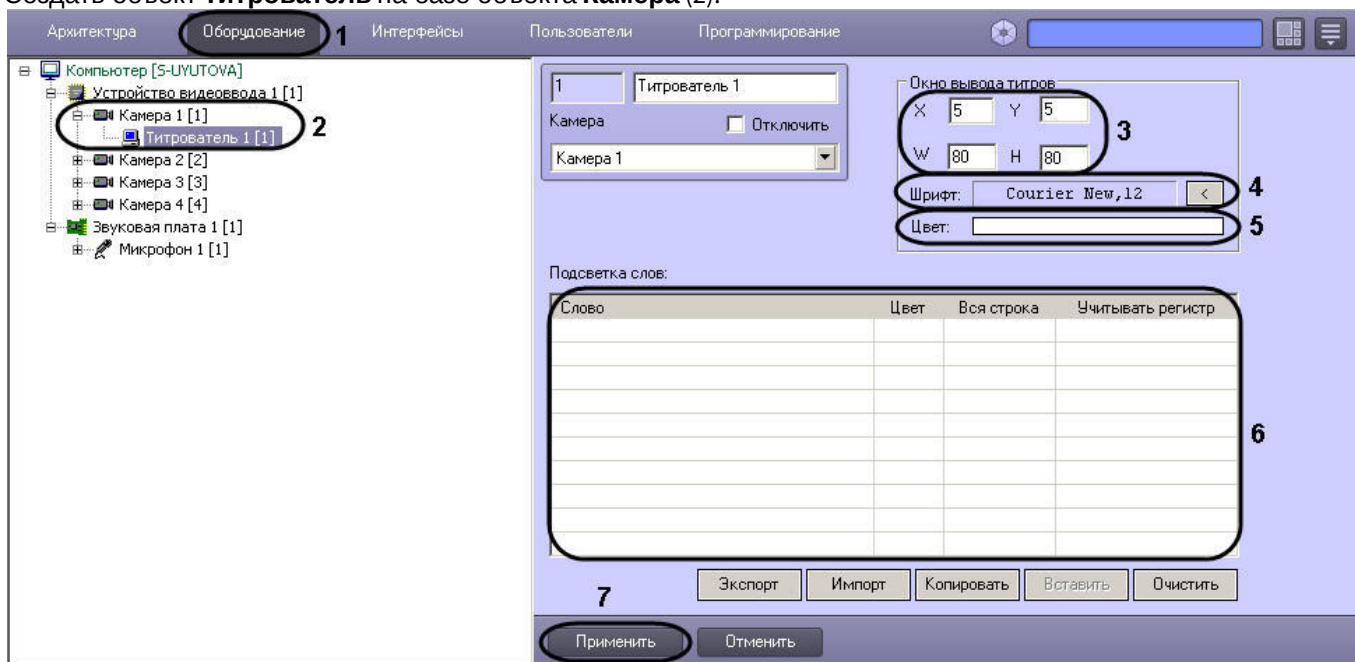 Создать объект Титрователь на базе объекта Камера (2).
Архитектура Оборудование 1 Интерфейсы Пользователи Программирование
Компьютер [S-UYUTOVA]
Устройство видеоввода 1 [1]
Камера 1 [1]
Титрователь 1 [1]
2
Камера 2 [2]
Камера 3 [3]
Камера 4 [4]
Звуковая плата 1 [1]
Микрофон 1 [1]
1 Титрователь 1
Камера Отключить
Камера 1
Окно вывода титров
X 5 Y 5
3
W 80 H 80
Шрифт: Courier New,12 < 4
Цвет: 5
Подсветка слов:
Слово Цвет Вся строка Учитывать регистр
6
Экспорт Импорт Копировать Вставить Очистить
7
Применить Отменить